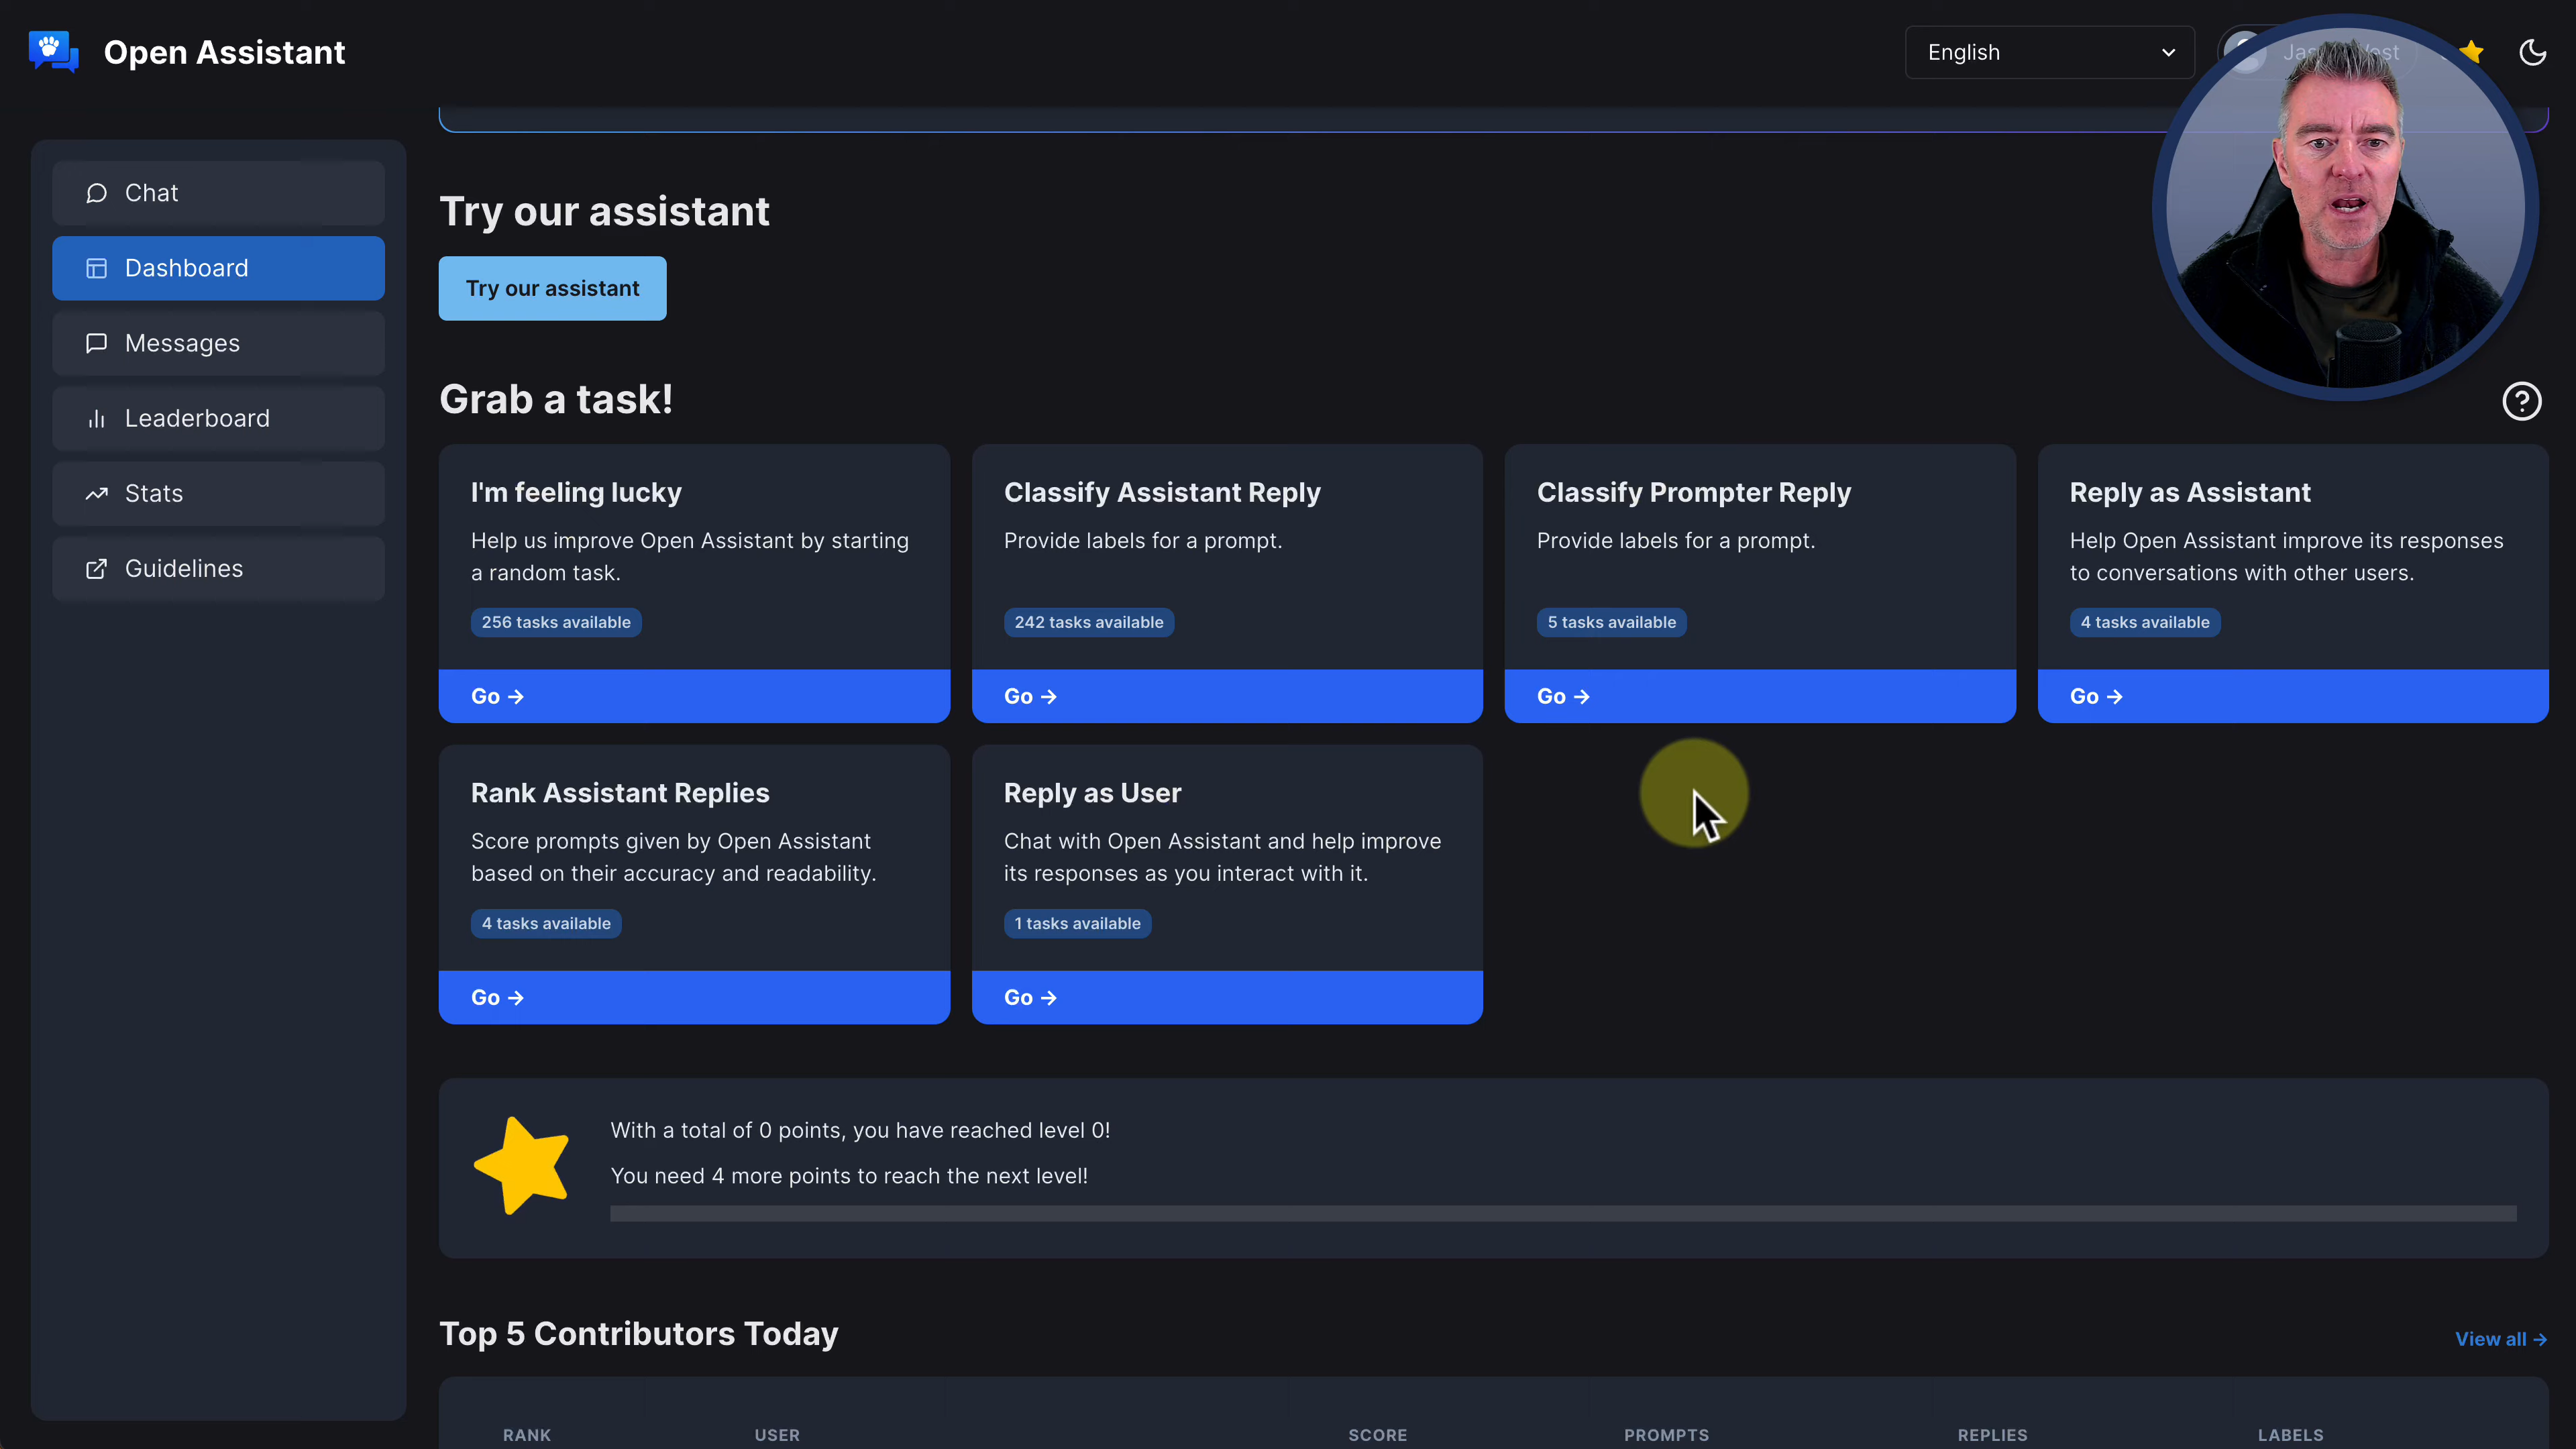 Open Assistant
English
Chat
Dashboard
Messages
Leaderboard
Stats
Guidelines
Try our assistant
Try our assistant
Grab a task!
I'm feeling lucky
Help us improve Open Assistant by starting
a random task.
256 tasks available
Go →
Classify Assistant Reply
Provide labels for a prompt.
242 tasks available
Go →
Classify Prompter Reply
Provide labels for a prompt.
5 tasks available
Go →
Reply as Assistant
Help Open Assistant improve its responses
to conversations with other users.
4 tasks available
Go →
Rank Assistant Replies
Score prompts given by Open Assistant
based on their accuracy and readability.
4 tasks available
Go →
Reply as User
Chat with Open Assistant and help improve
its responses as you interact with it.
1 tasks available
Go →
With a total of 0 points, you have reached level 0!
You need 4 more points to reach the next level!
Top 5 Contributors Today
View all →
RANK USER SCORE PROMPTS REPLIES LABELS